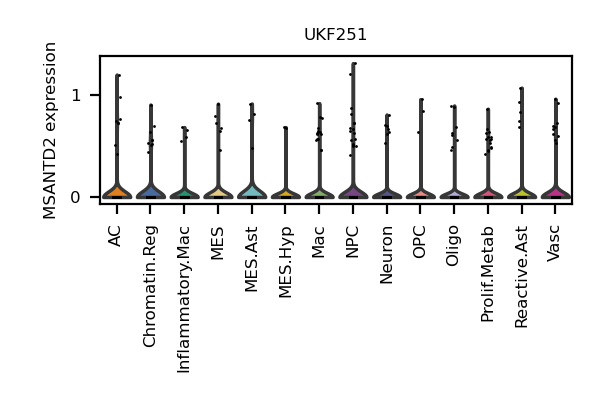 UKF251
MSANTD2 expression
1
0
AC
Chromatin.Reg
Inflammatory.Mac
MES
MES.Ast
MES.Hyp
Mac
NPC
Neuron
OPC
Oligo
Prolif.Metab
Reactive.Ast
Vasc